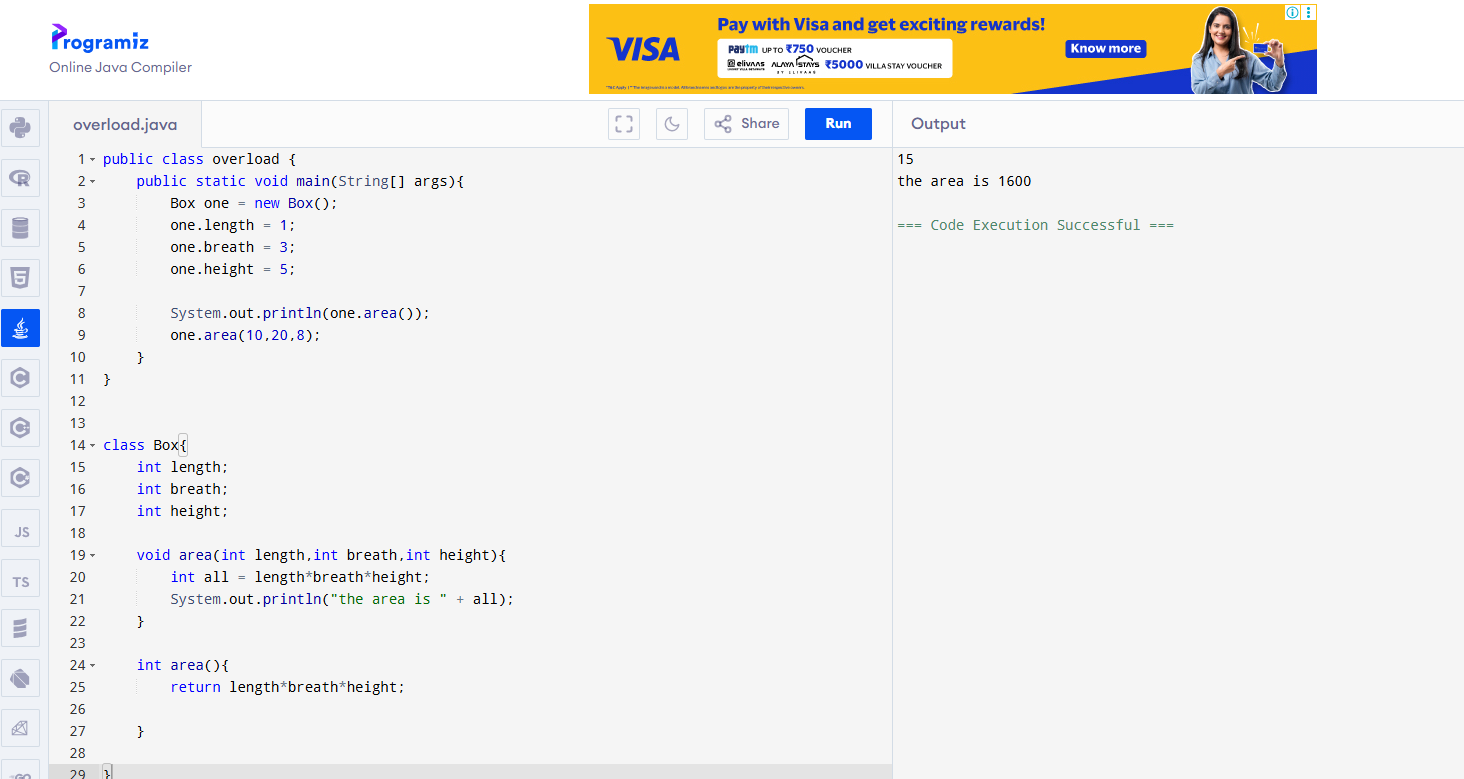 Programiz
Online Java Compiler
VISA
Pay with Visa and get exciting rewards!
paytm UP TO ₹750 VOUCHER
elivaas ALAYA STAYS BY ELIVAAS ₹5000 VILLA STAY VOUCHER
Know more
overload.java
Share
Run
Output
1 public class overload {
2 public static void main(String[] args){
3 Box one = new Box();
4 one.length = 1;
5 one.breath = 3;
6 one.height = 5;
7
8 System.out.println(one.area());
9 one.area(10,20,8);
10 }
11 }
12
13
14 class Box{
15 int length;
16 int breath;
17 int height;
18
19 void area(int length,int breath,int height){
20 int all = length*breath*height;
21 System.out.println("the area is " + all);
22 }
23
24 int area(){
25 return length*breath*height;
26
27 }
28
29 }
15
the area is 1600
=== Code Execution Successful ===
R
5
C
C
C
JS
TS
GO